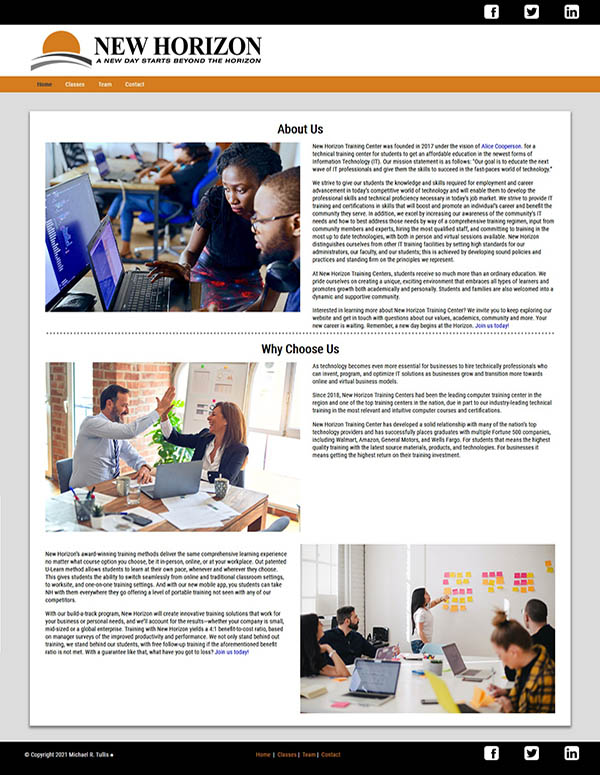 NEW HORIZON
A NEW DAY STARTS BEYOND THE HORIZON
Home Classes Team Contact
About Us
New Horizon Training Center was founded in 2017 under the vision of Alice Cooperson. for a
technical training center for students to get an affordable education in the newest forms of
Information Technology (IT). Our mission statement is as follows: "Our goal is to educate the next
wave of IT professionals and give them the skills to succeed in the fast-paces world of technology."
We strive to give our students the knowledge and skills required for employment and career
advancement in today's competitive world of technology and will enable them to develop the
professional skills and technical proficiency necessary in today's job market. We strive to provide IT
training and certifications in skills that will boost and promote an individual's career and benefit the
community they serve. In addition, we excel by increasing our awareness of the community's IT
needs and how to best address those needs by way of a comprehensive training regimen, input from
community members and experts, hiring the most qualified staff, and committing to training in the
most up to date technologies, with both in person and virtual sessions available. New Horizon
distinguishes ourselves from other IT training facilities by setting high standards for our
administrators, our faculty, and our students; this is achieved by developing sound policies and
practices and standing firm on the principles we represent.
At New Horizon Training Centers, students receive so much more than an ordinary education. We
pride ourselves on creating a unique, exciting environment that embraces all types of learners and
promotes growth both academically and personally. Students and families are also welcomed into a
dynamic and supportive community.
Interested in learning more about New Horizon Training Center? We invite you to keep exploring our
website and get in touch with questions about our values, academics, community and more. Your
new career is waiting. Remember, a new day begins at the Horizon. Join us today!
Why Choose Us
As technology becomes even more essential for businesses to hire technically professionals who
can invent, program, and optimize IT solutions as businesses grow and transition more towards
online and virtual business models.
Since 2018, New Horizon Training Centers had been the leading computer training center in the
region and one of the top training centers in the nation, due in part to our industry-leading technical
training in the most relevant and intuitive computer courses and certifications.
New Horizon Training Center has developed a solid relationship with many of the nation's top
technology providers and has successfully places graduates with multiple Fortune 500 companies,
including Walmart, Amazon, General Motors, and Wells Fargo. For students that means the highest
quality training with the latest source materials, products, and technologies. For businesses it
means getting the highest return on their training investment.
New Horizon's award-winning training methods deliver the same comprehensive learning experience
no matter what course option you choose, be it in-person, online, or at your workplace. Out patented
U-Learn method allows students to learn at their own pace, whenever and wherever they choose.
This gives students the ability to switch seamlessly from online and traditional classroom settings,
to worksite, and one-on-one training settings. And with our new mobile app, you students can take
NH with them everywhere they go offering a level of portable training not seen with any of our
competitors.
With our build-a-track program, New Horizon will create innovative training solutions that work for
your business or personal needs, and we'll account for the results—whether your company is small,
mid-sized or a global enterprise. Training with New Horizon yields a 4:1 benefit-to-cost ratio, based
on manager surveys of the improved productivity and performance. We not only stand behind out
training, we stand behind our students, with free follow-up training if the aforementioned benefit
ratio is not met. With a guarantee like that, what have you got to loss? Join us today!
© Copyright 2021 Michael R. Tullis
Home | Classes | Team | Contact